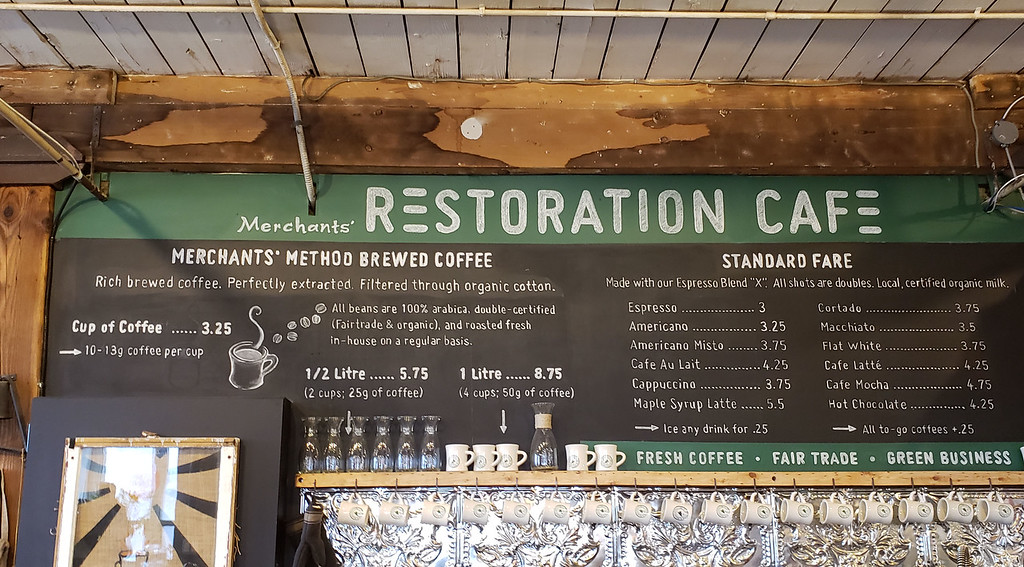 Merchants' RESTORATION CAFE
MERCHANTS' METHOD BREWED COFFEE
Rich brewed coffee. Perfectly extracted. Filtered through organic cotton.
Cup of Coffee ...... 3.25
10-13g coffee per cup
All beans are 100% arabica, double-certified
(Fairtrade & organic), and roasted fresh
in-house on a regular basis.
1/2 Litre ...... 5.75
(2 cups; 25g of coffee)
1 Litre ...... 8.75
(4 cups; 50g of coffee)
STANDARD FARE
Made with our Espresso Blend "X". All shots are doubles. Local, certified organic milk.
Espresso .................. 3
Americano ................ 3.25
Americano Misto ........ 3.75
Cafe Au Lait .............. 4.25
Cappuccino .............. 3.75
Maple Syrup Latte ..... 5.5
Ice any drink for .25
Cortado .................. 3.75
Macchiato ................ 3.5
Flat White .............. 3.75
Cafe Latté ................ 4.25
Cafe Mocha .............. 4.75
Hot Chocolate .......... 4.25
All to-go coffees +.25
FRESH COFFEE • FAIR TRADE • GREEN BUSINESS